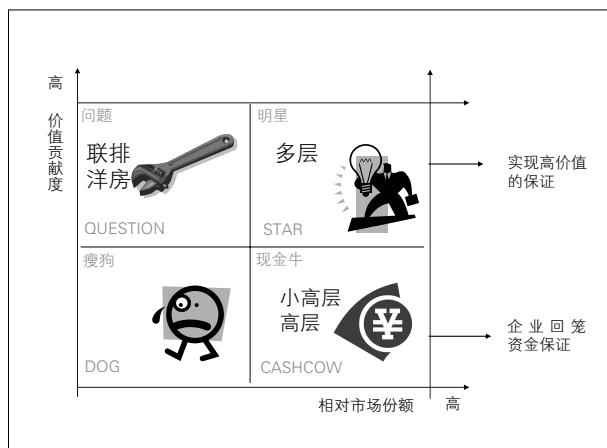 高
价值贡献度
问题
联排
洋房
QUESTION
明星
多层
STAR
实现高价值
的保证
瘦狗
DOG
现金牛
小高层
高层
¥
CASHCOW
企业回笼
资金保证
相对市场份额
高